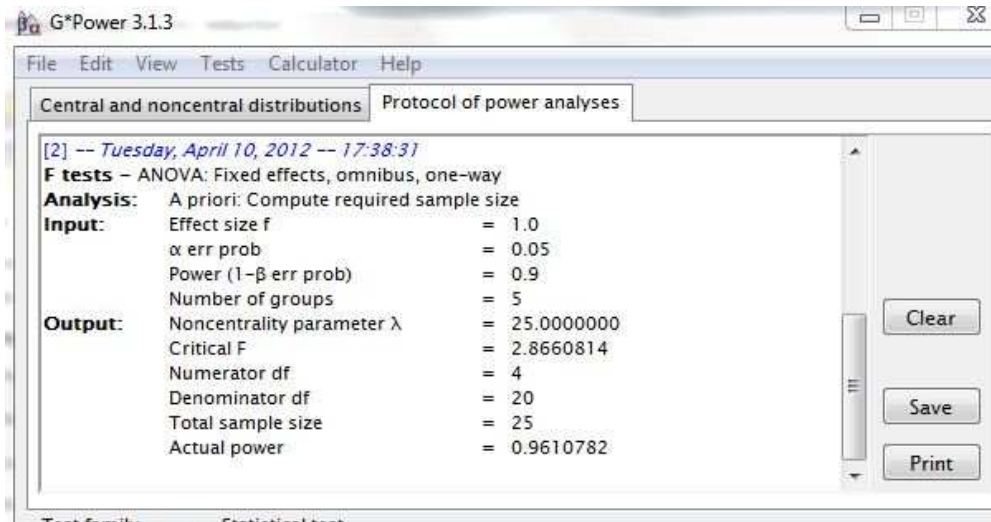 G*Power 3.1.3
File Edit View Tests Calculator Help
Central and noncentral distributions Protocol of power analyses
[2] -- Tuesday, April 10, 2012 -- 17:38:31
F tests - ANOVA: Fixed effects, omnibus, one-way
Analysis: A priori: Compute required sample size
Input: Effect size f = 1.0
α err prob = 0.05
Power (1-β err prob) = 0.9
Number of groups = 5
Output: Noncentrality parameter λ = 25.0000000
Critical F = 2.8660814
Numerator df = 4
Denominator df = 20
Total sample size = 25
Actual power = 0.9610782
Clear
Save
Print
Test family Statistical test